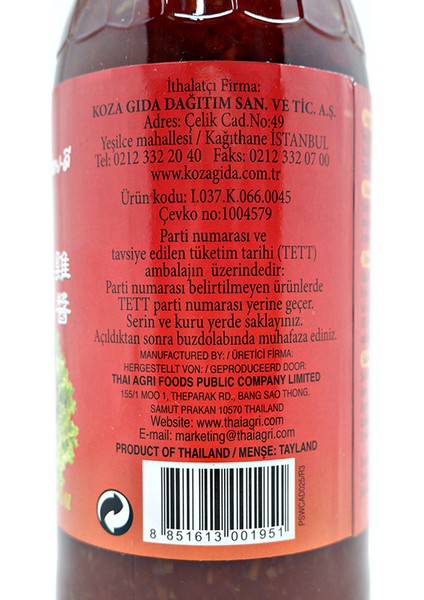 İthalatçı Firma:
KOZA GIDA DAĞITIM SAN. VE TİC. A.Ş.
Adres: Çelik Cad.No:49
Yeşilce mahallesi / Kağıthane İSTANBUL
Tel: 0212 332 20 40 Faks: 0212 332 07 00
www.kozagida.com.tr
Ürün kodu: I.037.K.066.0045
Çevko no:1004579
Parti numarası ve
tavsiye edilen tüketim tarihi (TETT)
ambalajın üzerindedir:
Parti numarası belirtilmeyen ürünlerde
TETT parti numarası yerine geçer.
Serin ve kuru yerde saklayınız.
Açıldıktan sonra buzdolabında muhafaza ediniz.
MANUFACTURED BY: / ÜRETİCİ FİRMA:
HERGESTELLT VON: / GEPRODUCEERD DOOR:
THAI AGRI FOODS PUBLIC COMPANY LIMITED
155/1 MOO 1, THEPARAK RD., BANG SAO THONG,
SAMUT PRAKAN 10570 THAILAND
Website: www.thaiagri.com
E-mail: marketing@thaiagri.com
PRODUCT OF THAILAND / MENŞE: TAYLAND
8 851613 001951
PSWCAD025/R3
雞
醬